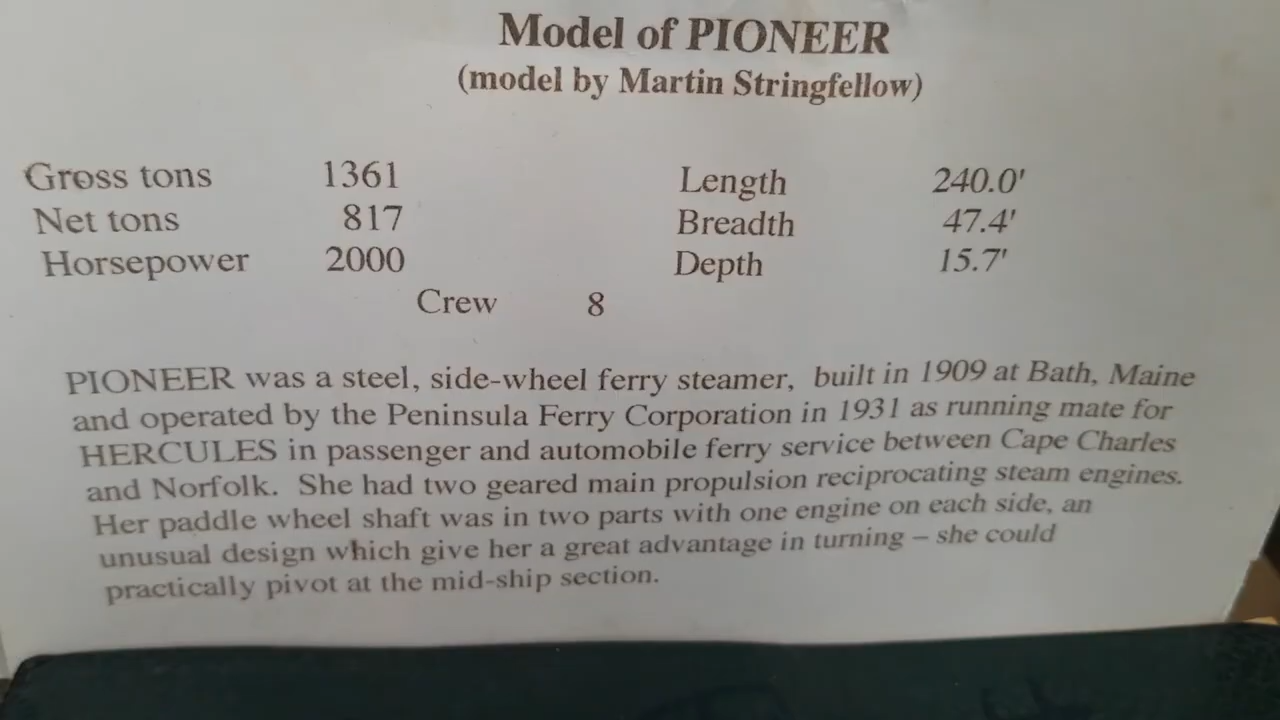 Model of PIONEER
(model by Martin Stringfellow)
Gross tons 1361 Length 240.0'
Net tons 817 Breadth 47.4'
Horsepower 2000 Depth 15.7'
Crew 8
PIONEER was a steel, side-wheel ferry steamer, built in 1909 at Bath, Maine
and operated by the Peninsula Ferry Corporation in 1931 as running mate for
HERCULES in passenger and automobile ferry service between Cape Charles
and Norfolk. She had two geared main propulsion reciprocating steam engines.
Her paddle wheel shaft was in two parts with one engine on each side, an
unusual design which give her a great advantage in turning – she could
practically pivot at the mid-ship section.